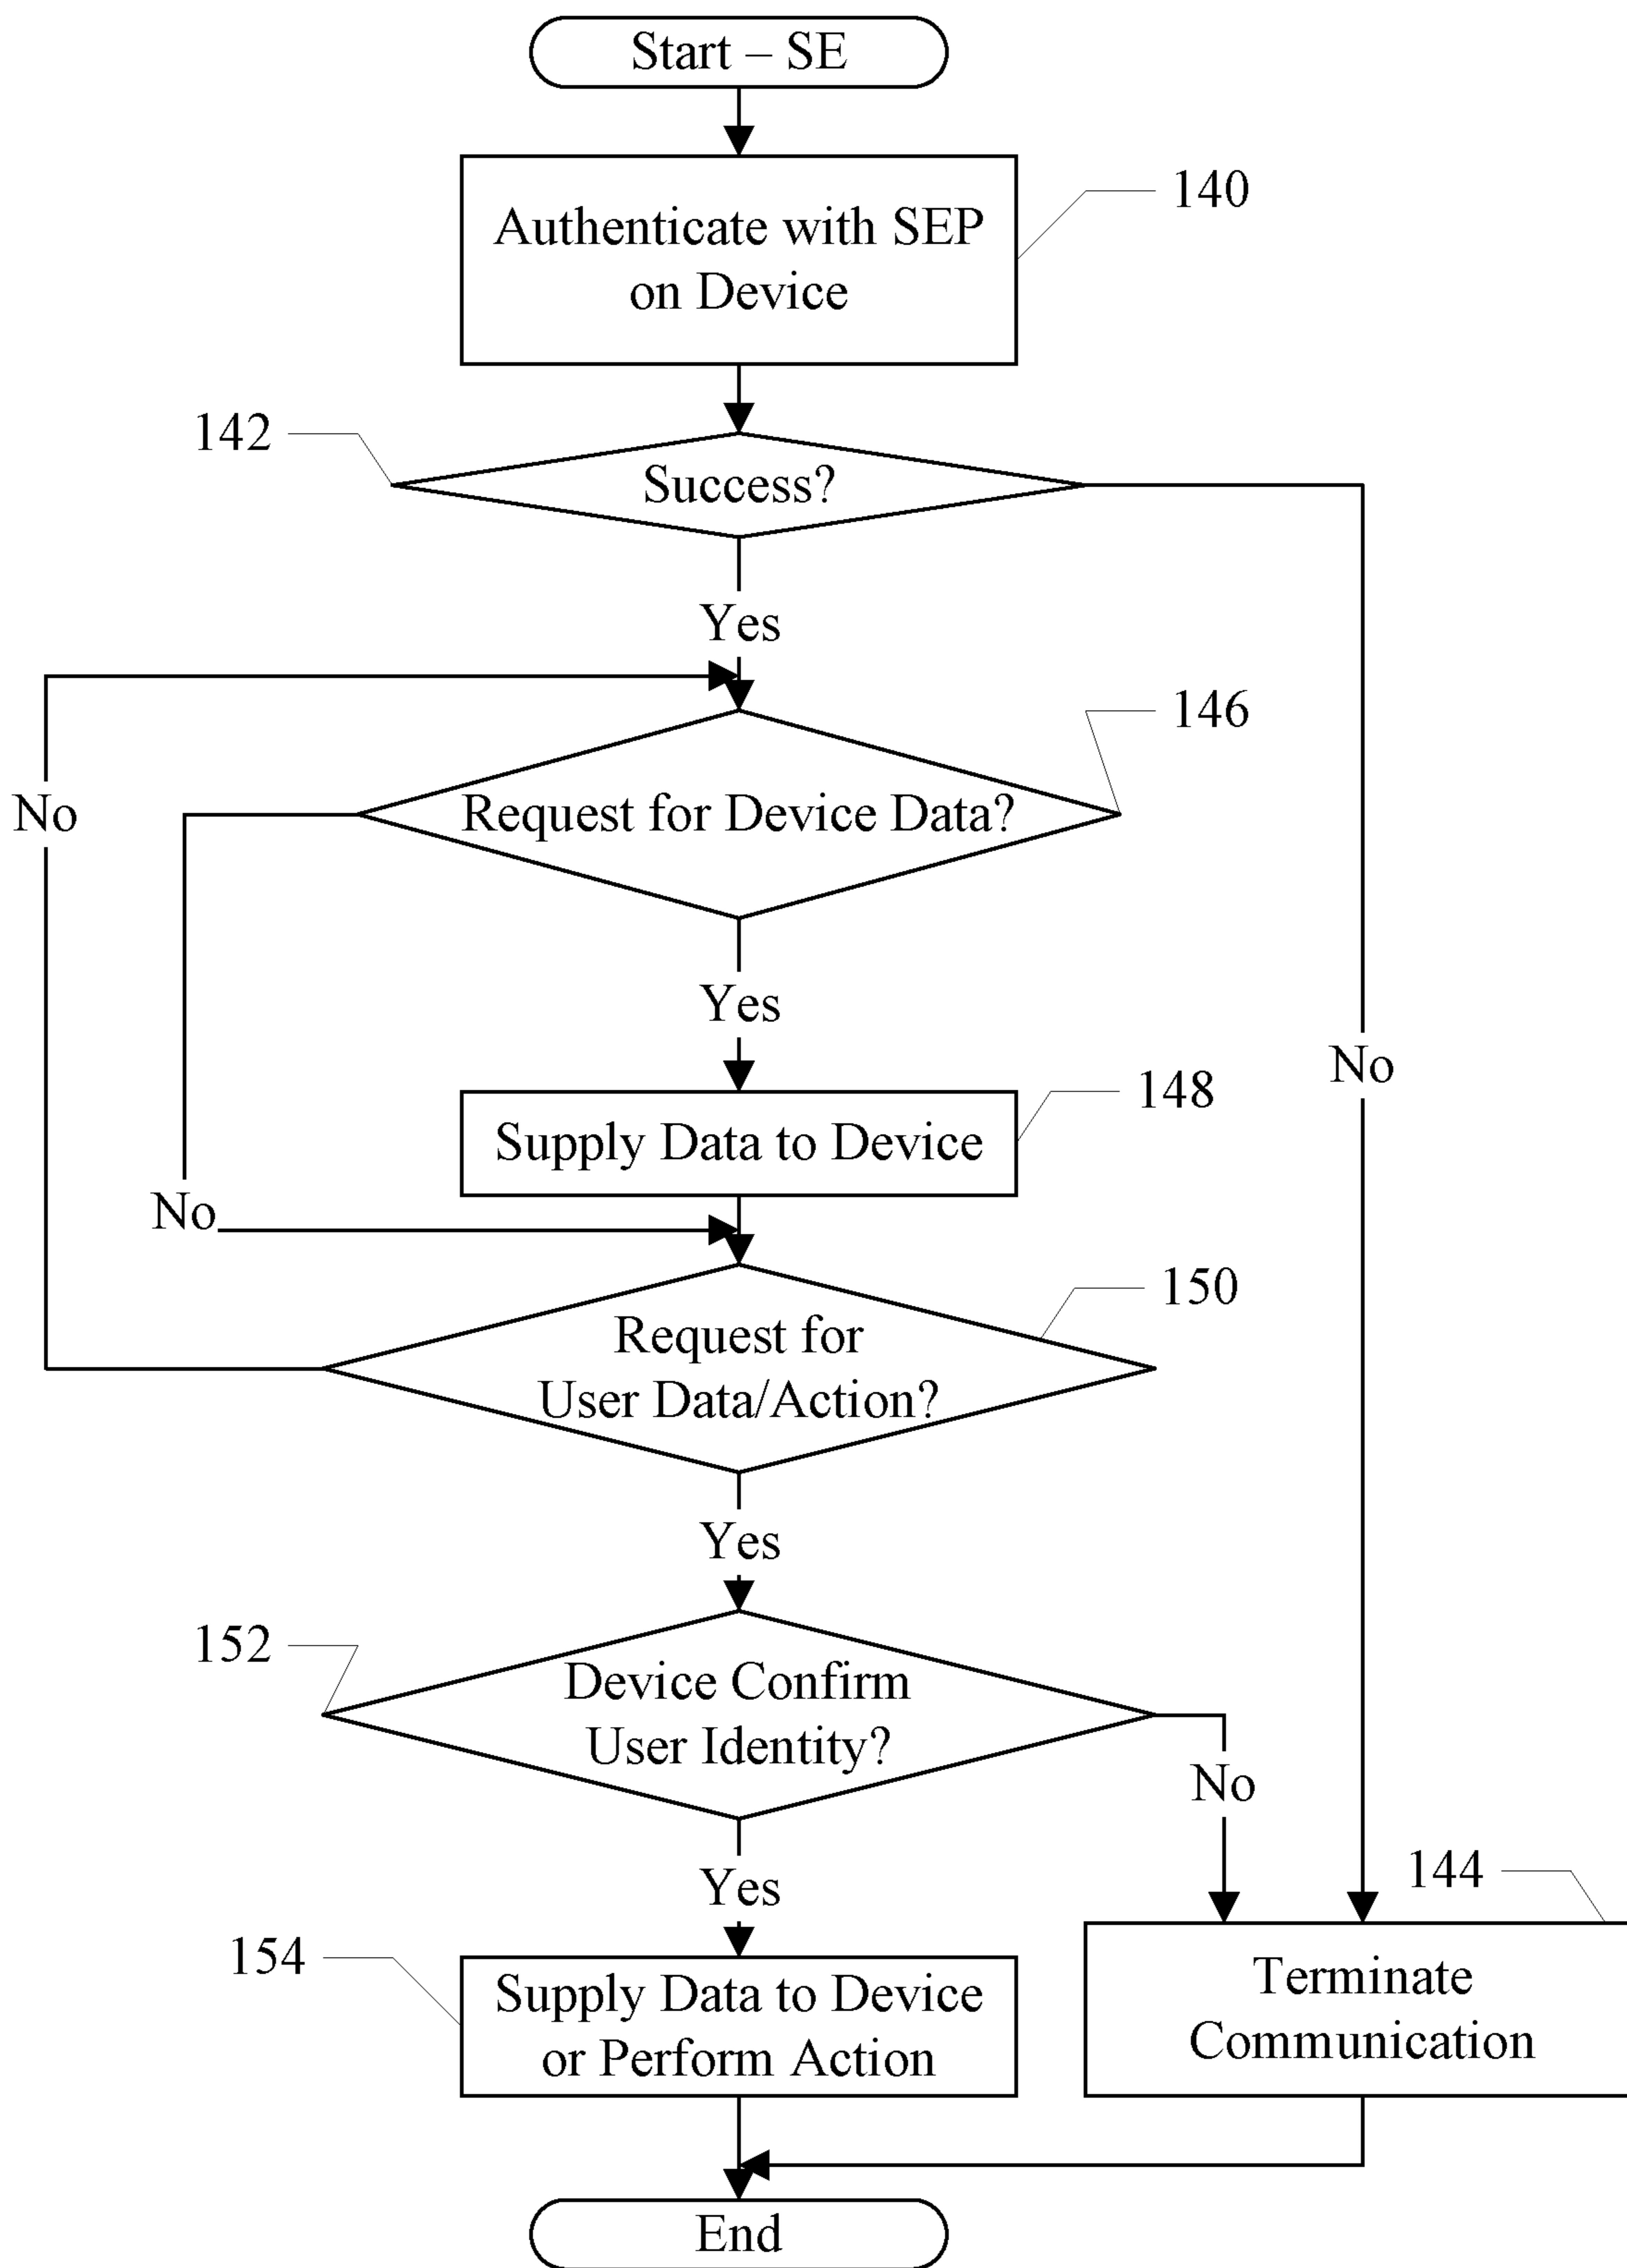 Start – SE
Authenticate with SEP
on Device
140
142
Success?
Yes
146
No
Request for Device Data?
Yes
No
148
Supply Data to Device
No
150
Request for
User Data/Action?
Yes
152
Device Confirm
User Identity?
No
Yes
144
154
Supply Data to Device
or Perform Action
Terminate
Communication
End